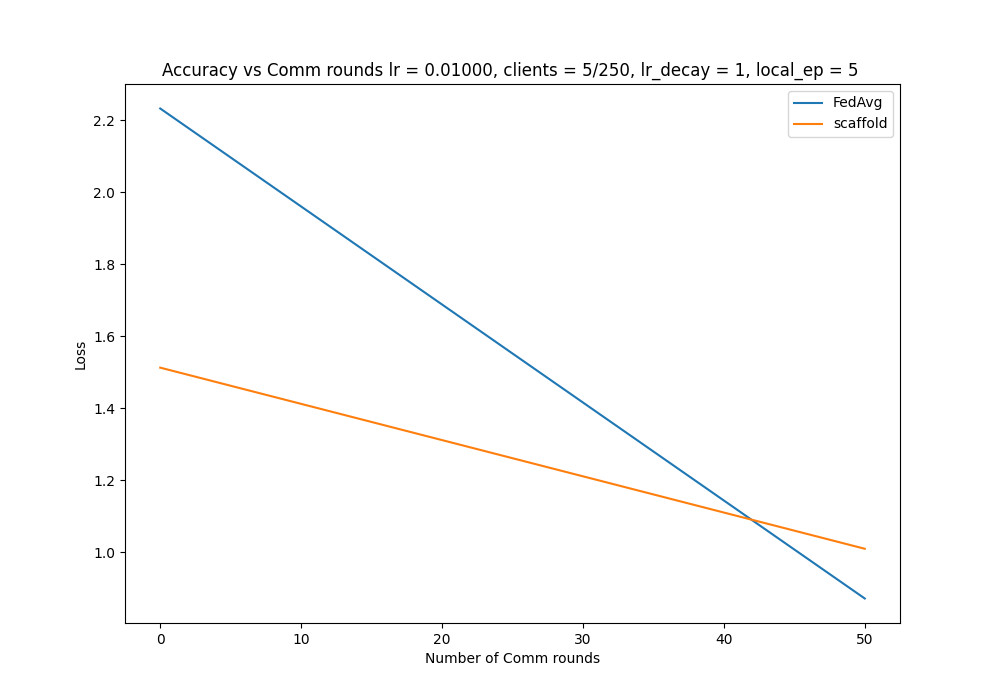 Accuracy vs Comm rounds lr = 0.01000, clients = 5/250, lr_decay = 1, local_ep = 5
FedAvg
scaffold
2.2
2.0
1.8
1.6
1.4
1.2
1.0
Loss
0 10 20 30 40 50
Number of Comm rounds